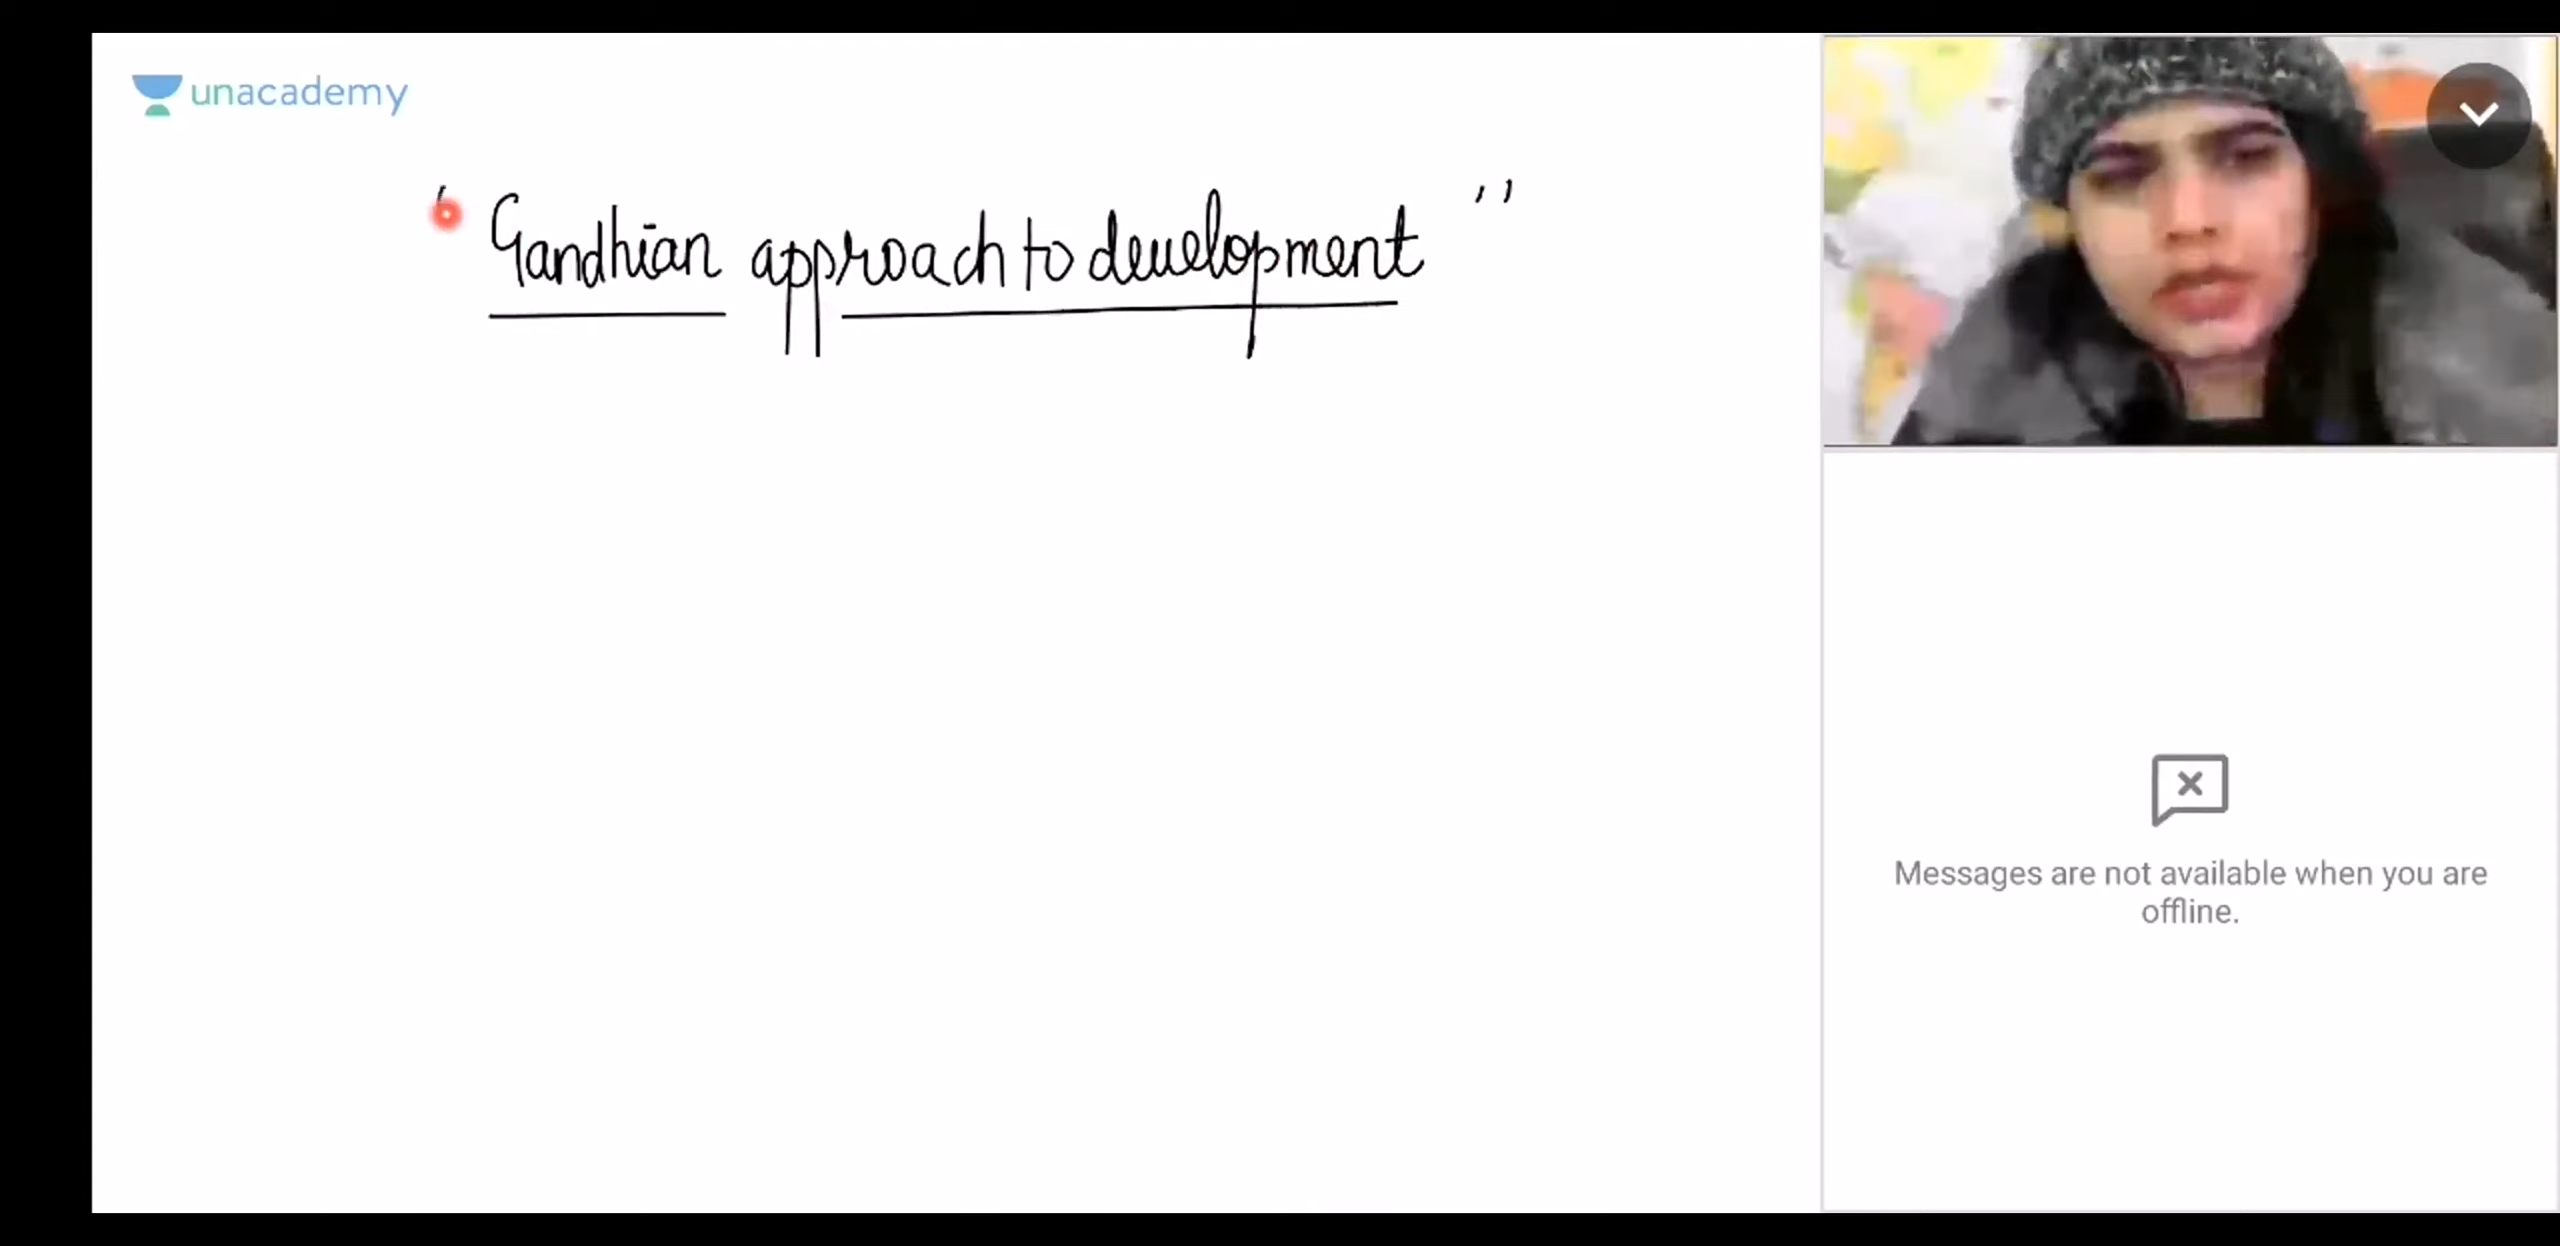 unacademy
‘ Gandhian approach to development ’’
Messages are not available when you are
offline.